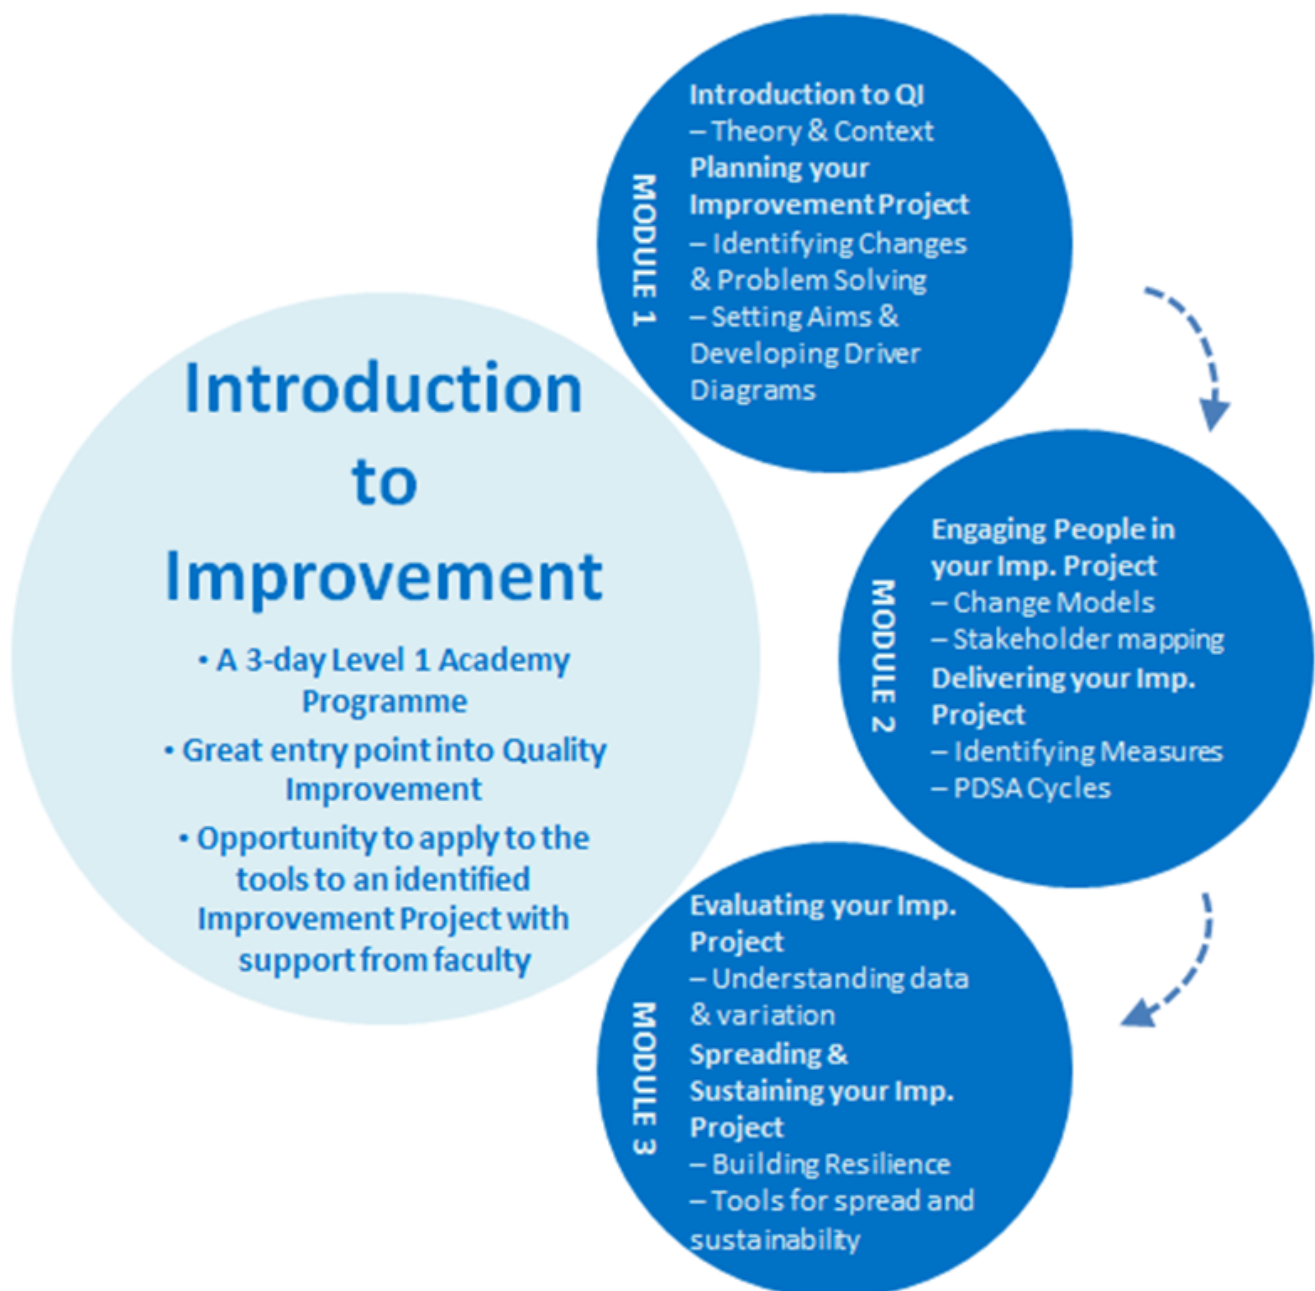 Introduction
to
Improvement
• A 3-day Level 1 Academy
Programme
• Great entry point into Quality
Improvement
• Opportunity to apply to the
tools to an identified
Improvement Project with
support from faculty
MODULE 1
Introduction to QI
– Theory & Context
Planning your
Improvement Project
– Identifying Changes
& Problem Solving
– Setting Aims &
Developing Driver
Diagrams
MODULE 2
Engaging People in
your Imp. Project
– Change Models
– Stakeholder mapping
Delivering your Imp.
Project
– Identifying Measures
– PDSA Cycles
MODULE 3
Evaluating your Imp.
Project
– Understanding data
& variation
Spreading &
Sustaining your Imp.
Project
– Building Resilience
– Tools for spread and
sustainability